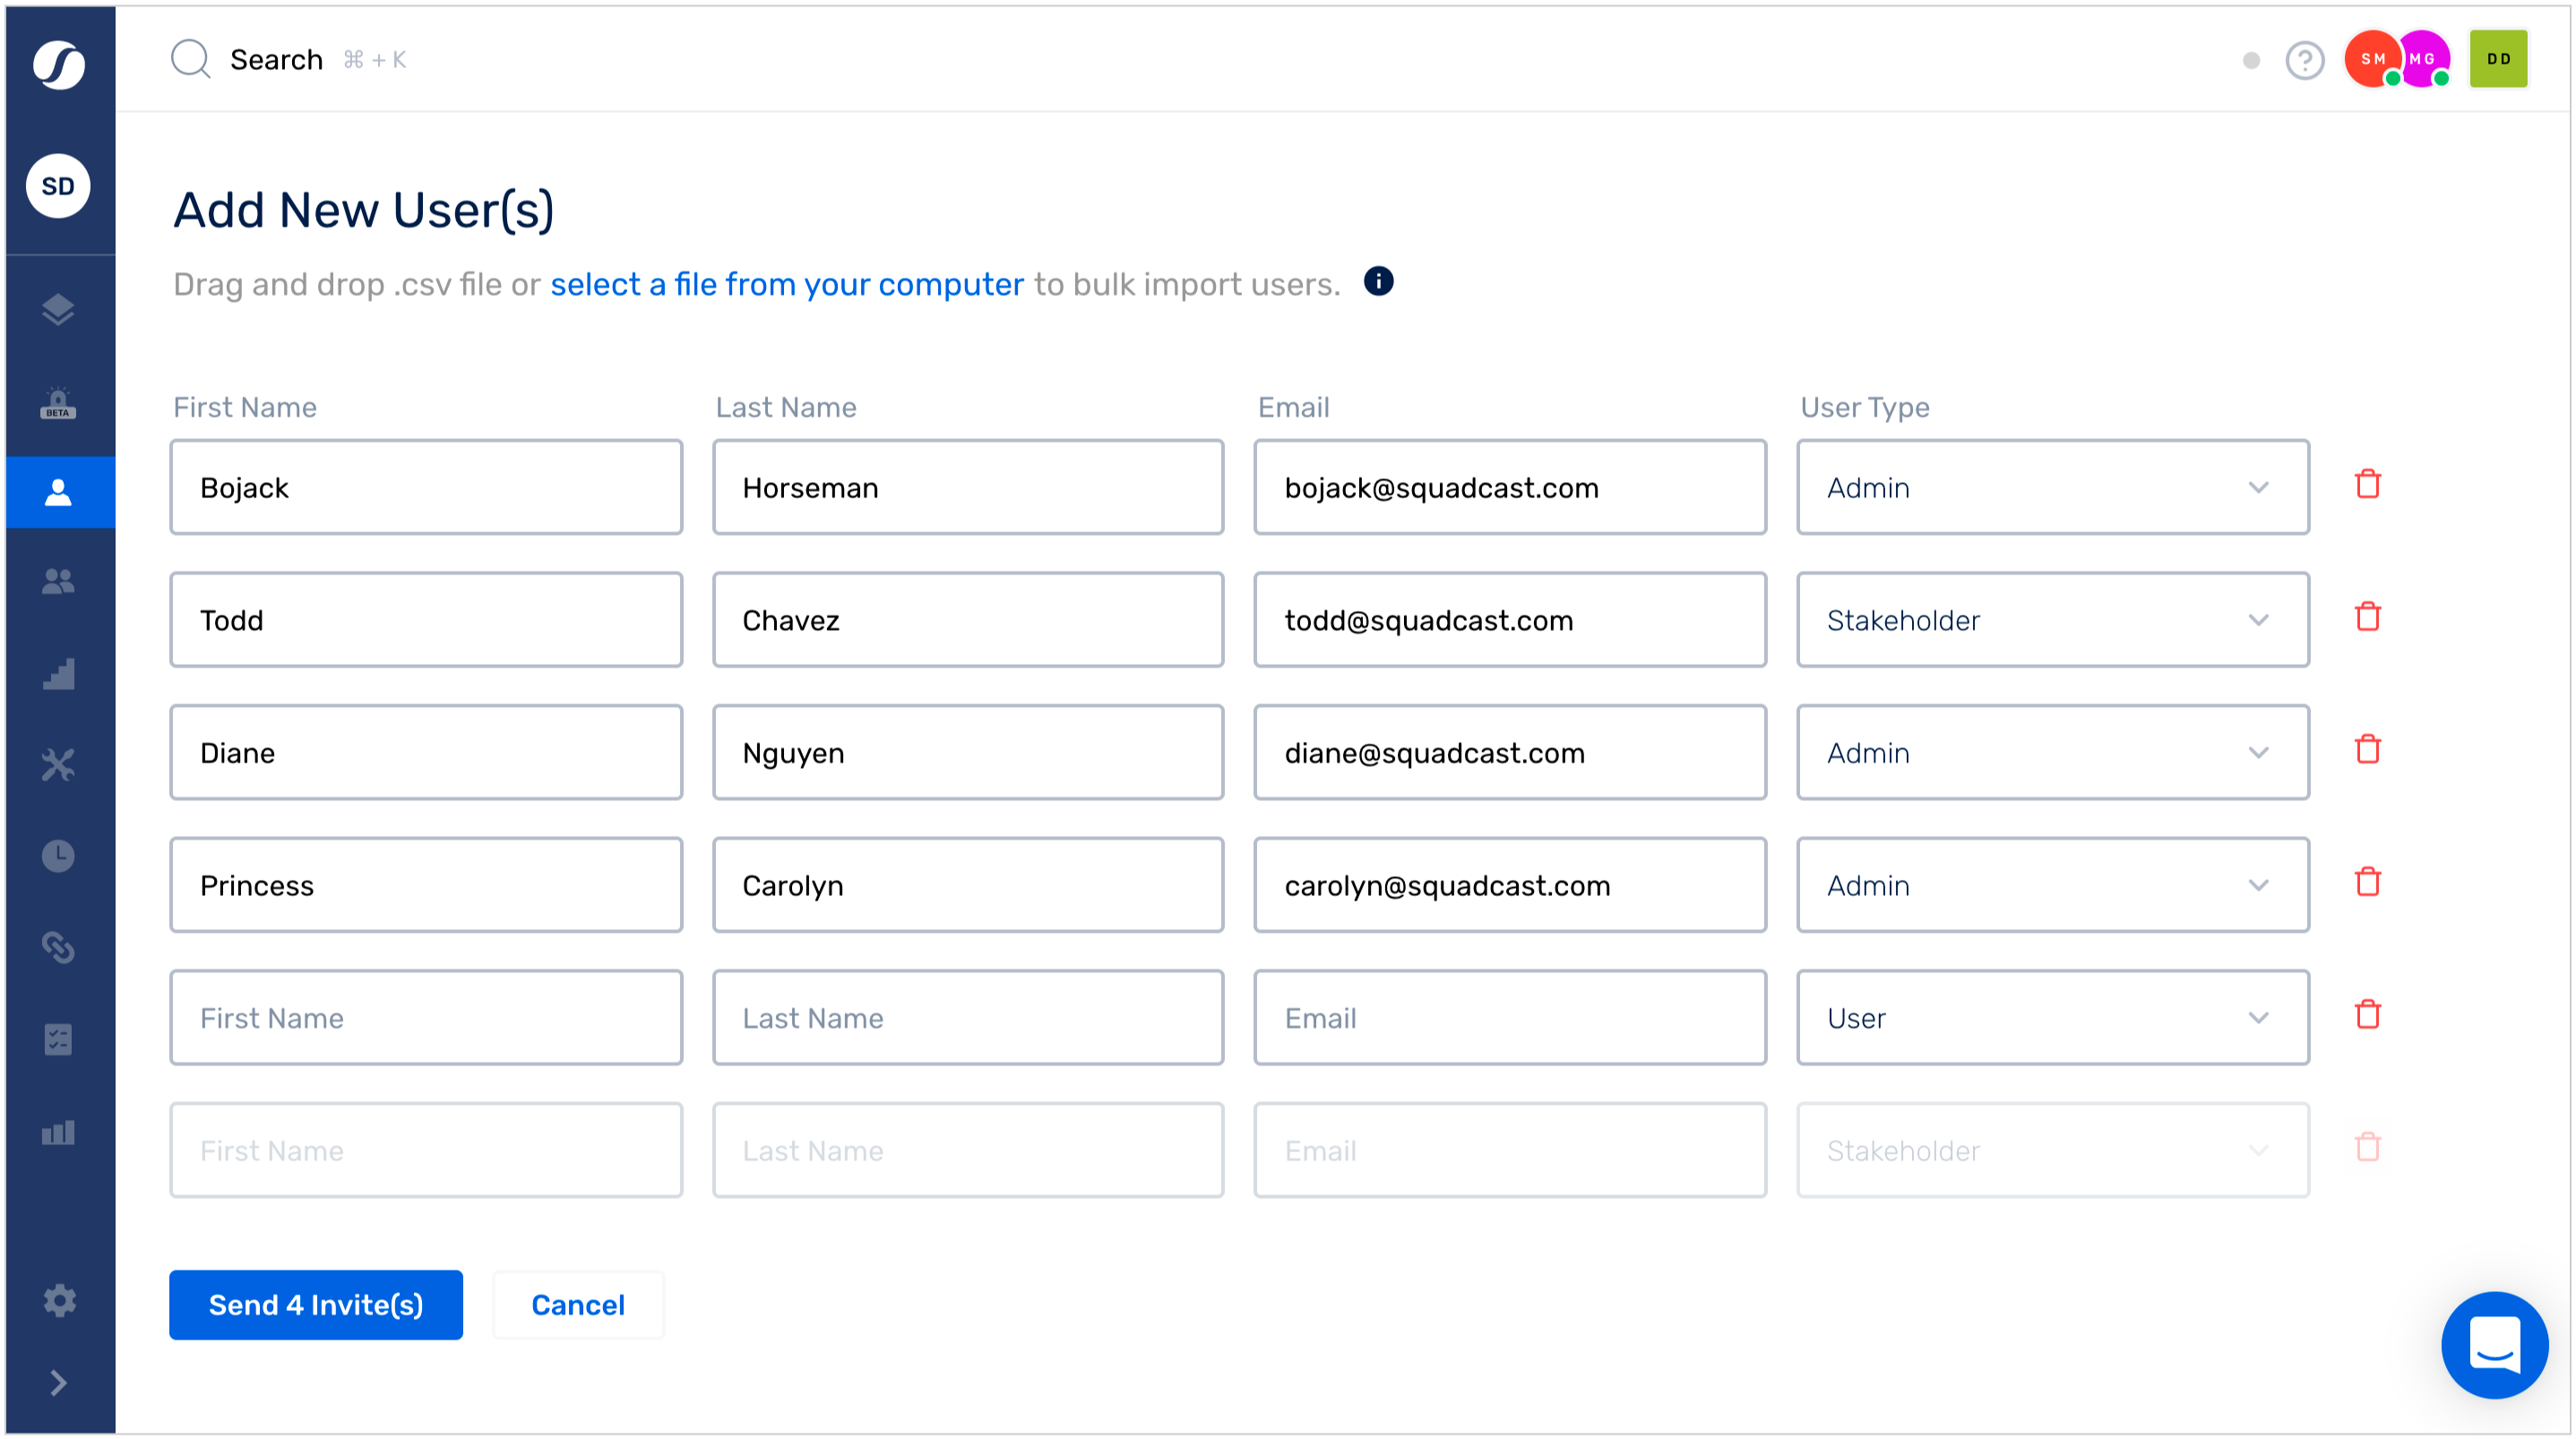 Search ⌘ + K
SM MG DD
SD
Add New User(s)
Drag and drop .csv file or select a file from your computer to bulk import users.
BETA
First Name Last Name Email User Type
Bojack Horseman bojack@squadcast.com Admin
Todd Chavez todd@squadcast.com Stakeholder
Diane Nguyen diane@squadcast.com Admin
Princess Carolyn carolyn@squadcast.com Admin
First Name Last Name Email User
First Name Last Name Email Stakeholder
Send 4 Invite(s) Cancel